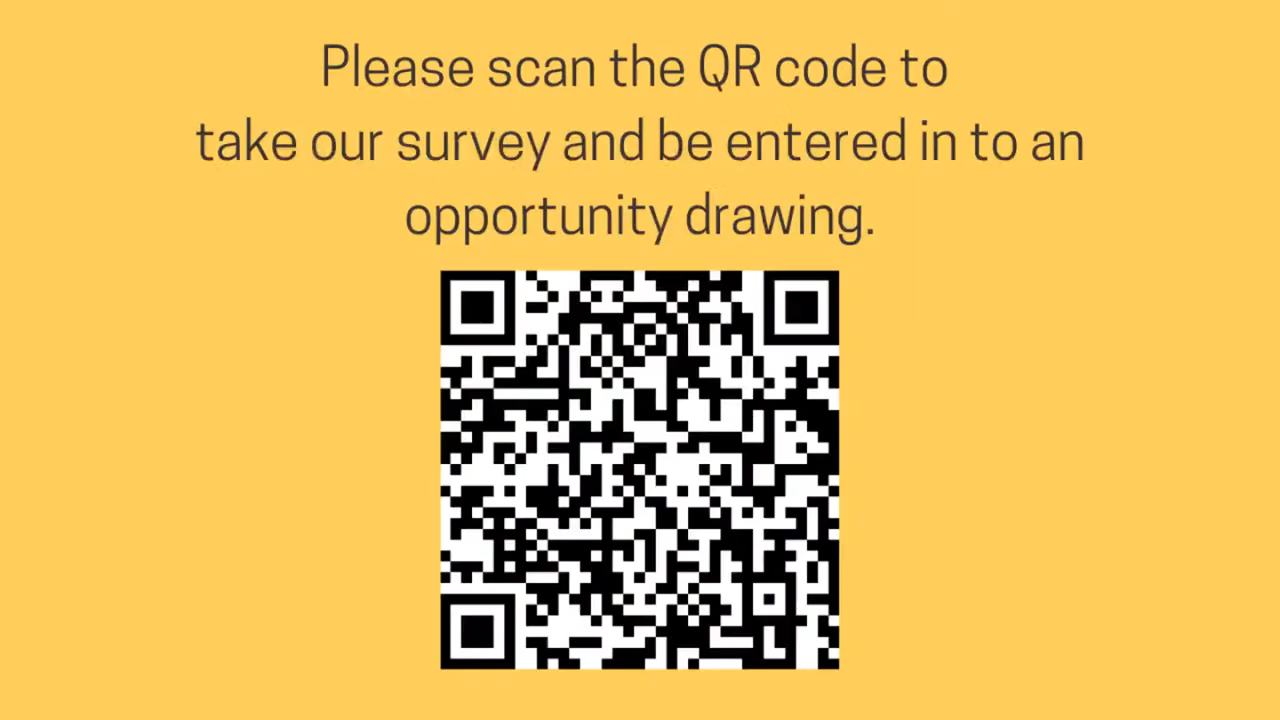 Please scan the QR code to
take our survey and be entered in to an
opportunity drawing.